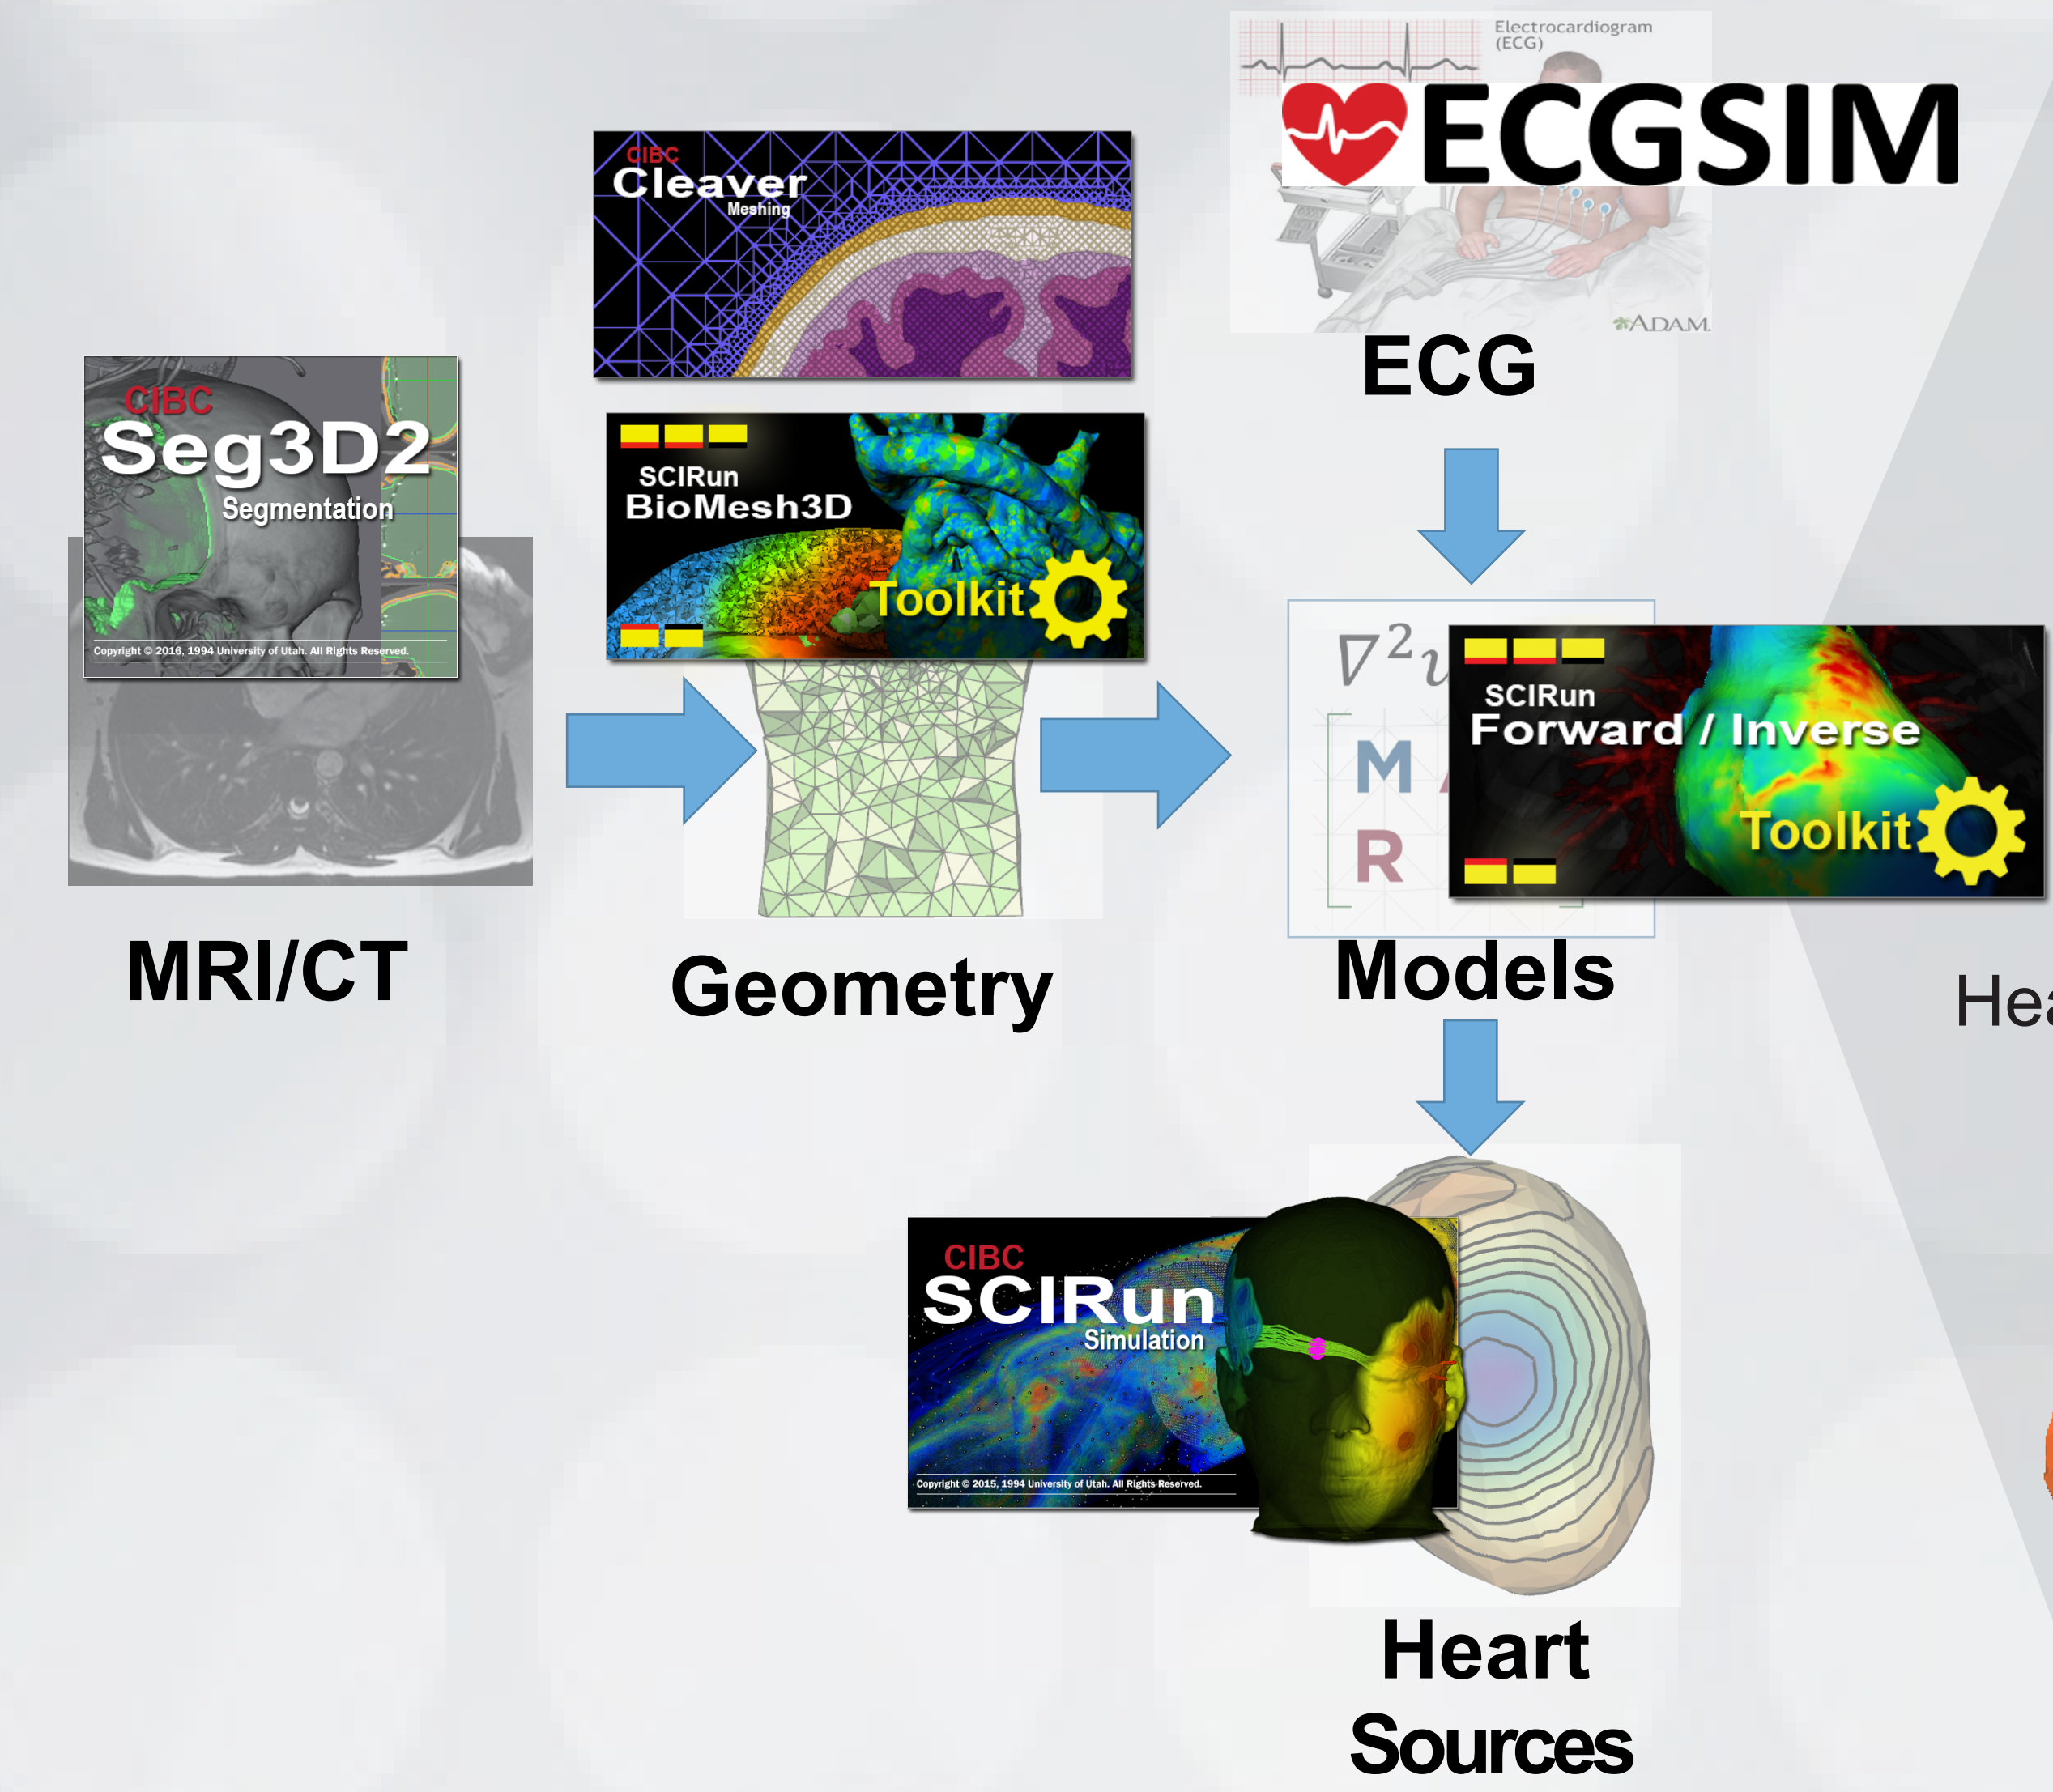 Electrocardiogram
(ECG)
ECGSIM
ADAM.
ECG
CIBC
Cleaver
Meshing
CIBC
Seg3D2
Segmentation
Copyright © 2016, 1994 University of Utah. All Rights Reserved.
SCIRun
BioMesh3D
Toolkit
∇²
M
R
SCIRun
Forward / Inverse
Toolkit
MRI/CT
Geometry
Models
CIBC
SCIRun
Simulation
Copyright © 2015, 1994 University of Utah. All Rights Reserved.
Heart
Sources